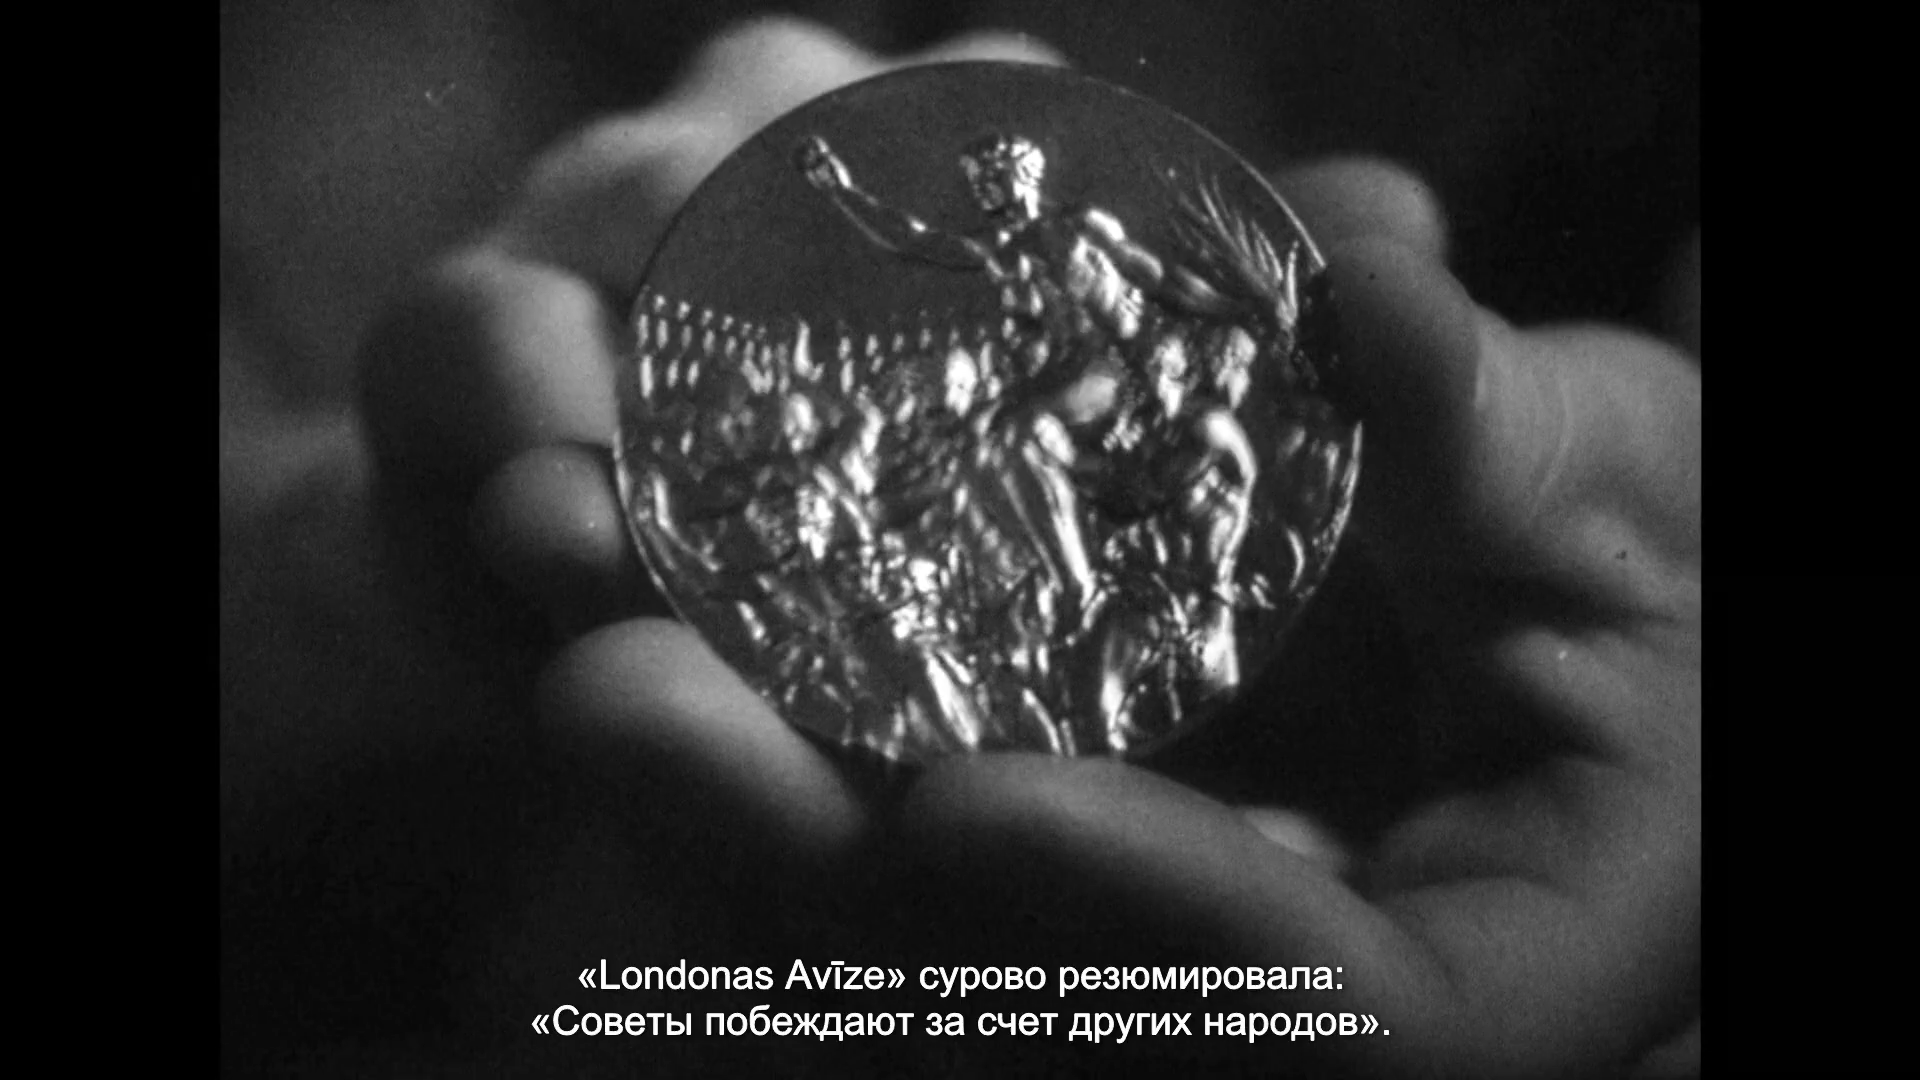 «Londonas Avīze» сурово резюмировала:
«Советы побеждают за счет других народов».